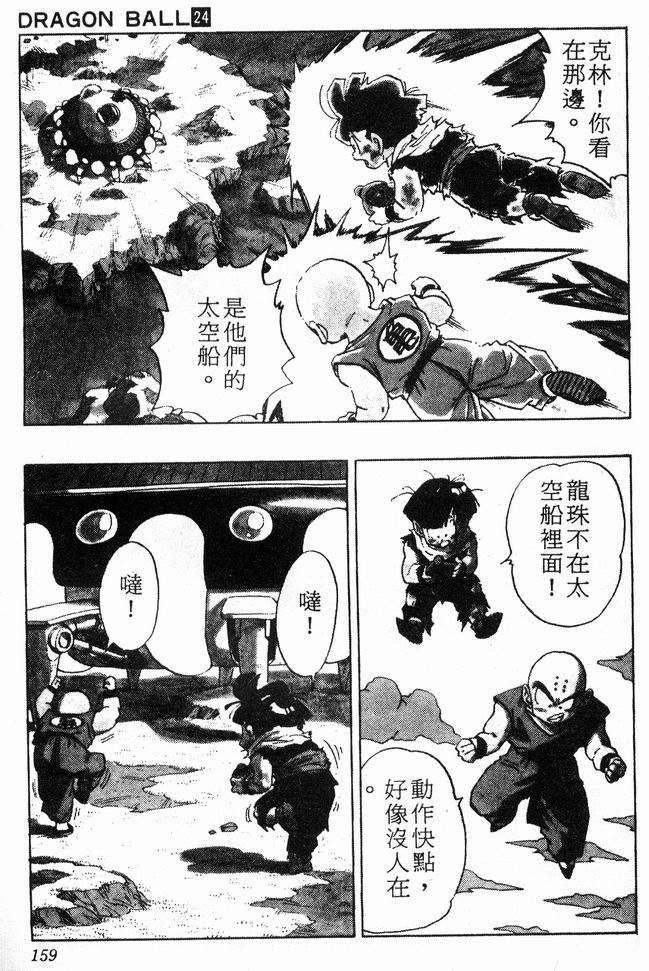 DRAGON BALL 24
克林！你看
在那邊。
是他們的
太空船。
龍珠不在太
空船裡面！
動作快點，
好像沒人在
。
噠！
噠！
159